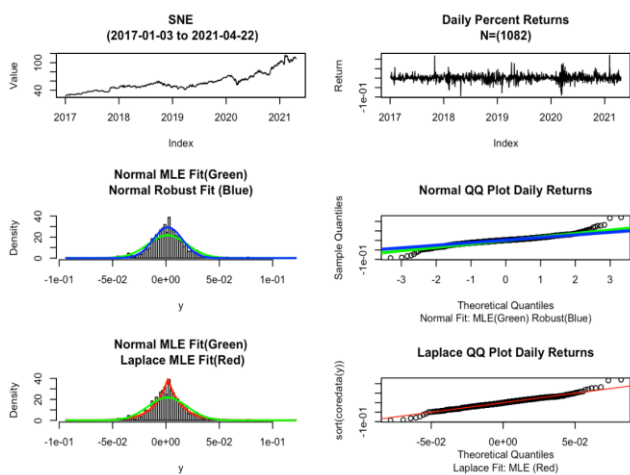 SNE
(2017-01-03 to 2021-04-22)
Value
40
80
2017 2018 2019 2020 2021
Index
Daily Percent Returns
N=(1082)
Return
-1e-01
2017 2018 2019 2020 2021
Index
Normal MLE Fit(Green)
Normal Robust Fit (Blue)
Density
0 20 40
-1e-01 -5e-02 0e+00 5e-02 1e-01
y
Normal QQ Plot Daily Returns
Sample Quantiles
-1e-01
-3 -2 -1 0 1 2 3
Theoretical Quantiles
Normal Fit: MLE(Green) Robust(Blue)
Normal MLE Fit(Green)
Laplace MLE Fit(Red)
Density
0 20 40
-1e-01 -5e-02 0e+00 5e-02 1e-01
y
Laplace QQ Plot Daily Returns
sort(coredata(y))
-1e-01
-5e-02 0e+00 5e-02
Theoretical Quantiles
Laplace Fit: MLE (Red)